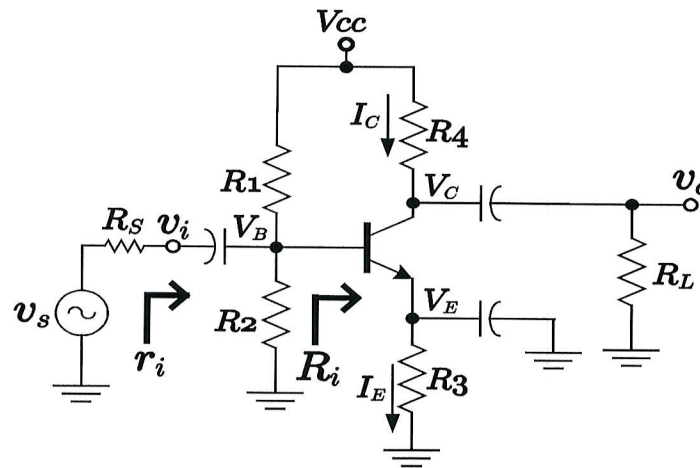 Vcc
I_C
R4
R1
V_C
v_o
R_S
v_i
V_B
R_L
v_s
R2
V_E
r_i
R_i
I_E
R3